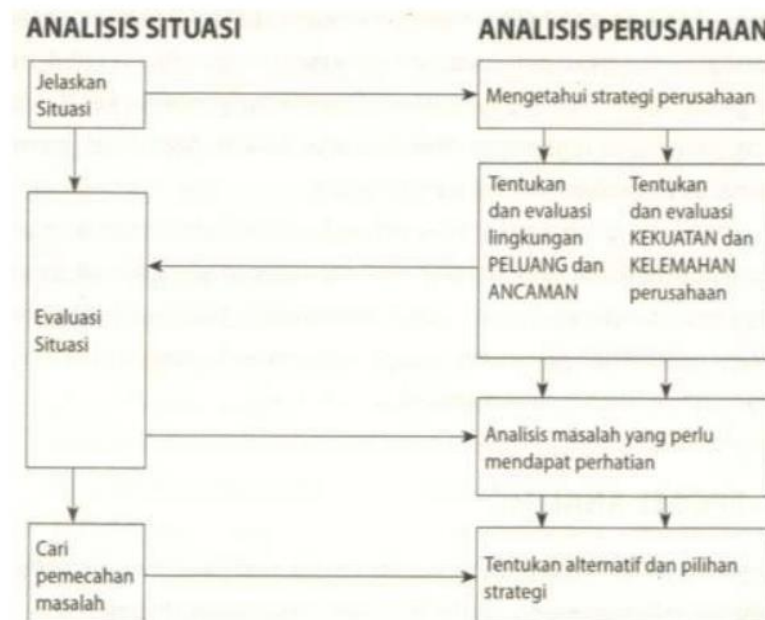 ANALISIS SITUASI
ANALISIS PERUSAHAAN
Jelaskan
Situasi
Mengetahui strategi perusahaan
Tentukan
dan evaluasi
lingkungan
PELUANG dan
ANCAMAN
Tentukan
dan evaluasi
KEKUATAN dan
KELEMAHAN
perusahaan
Evaluasi
Situasi
Analisis masalah yang perlu
mendapat perhatian
Cari
pemecahan
masalah
Tentukan alternatif dan pilihan
strategi